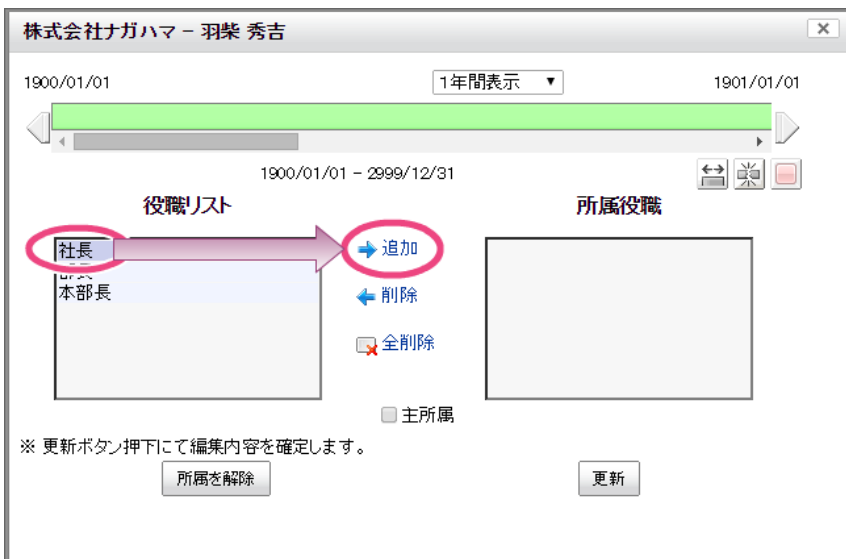 株式会社ナガハマ - 羽柴 秀吉
1900/01/01 1年間表示 1901/01/01
1900/01/01 - 2999/12/31
役職リスト 所属役職
社長
本部長
追加
削除
全削除
主所属
※ 更新ボタン押下にて編集内容を確定します。
所属を解除 更新